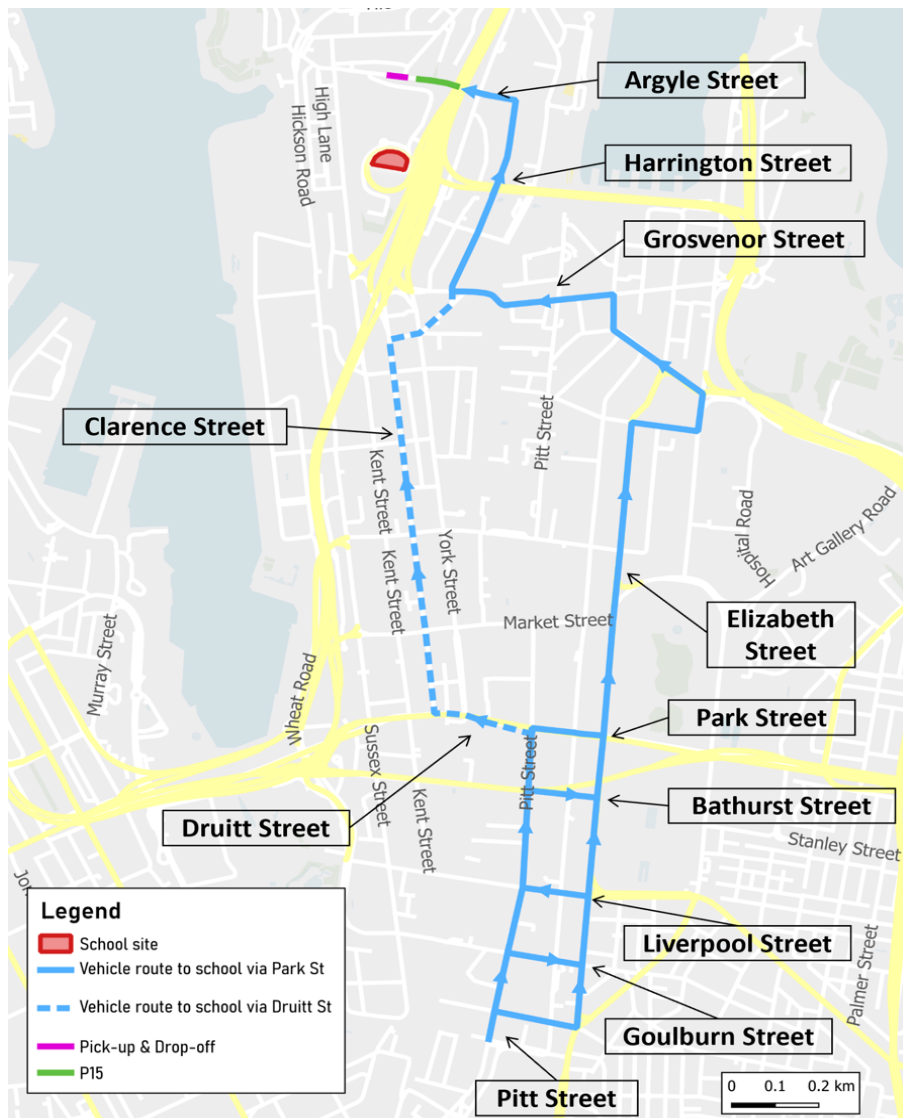 Argyle Street
High Lane
Hickson Road
Harrington Street
Grosvenor Street
Clarence Street
Pitt Street
Kent Street
Hospital Road
Art Gallery Road
York Street
Kent Street
Market Street
Elizabeth
Street
Murray Street
Wheat Road
Park Street
Sussex Street
Pitt Street
Bathurst Street
Druitt Street
Kent Street
Stanley Street
Legend
School site
Vehicle route to school via Park St
Vehicle route to school via Druitt St
Pick-up & Drop-off
P15
Liverpool Street
Palmer Street
Goulburn Street
Pitt Street
0 0.1 0.2 km